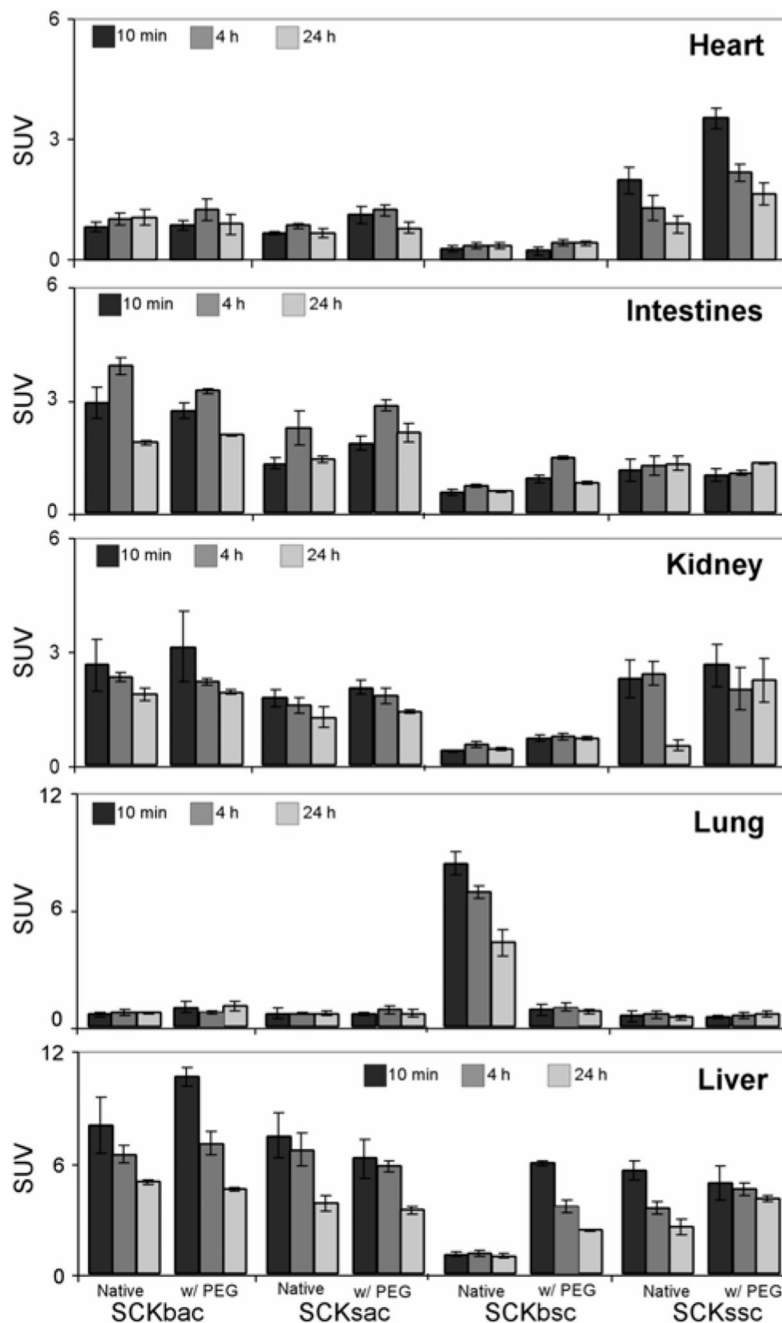 6
Heart
10 min 4 h 24 h
SUV
3
0
6
Intestines
10 min 4 h 24 h
SUV
3
0
6
Kidney
10 min 4 h 24 h
SUV
3
0
12
Lung
10 min 4 h 24 h
SUV
6
0
12
Liver
10 min 4 h 24 h
SUV
6
0
Native w/ PEG Native w/ PEG Native w/ PEG Native w/ PEG
SCKbac SCKsac SCKbsc SCKssc